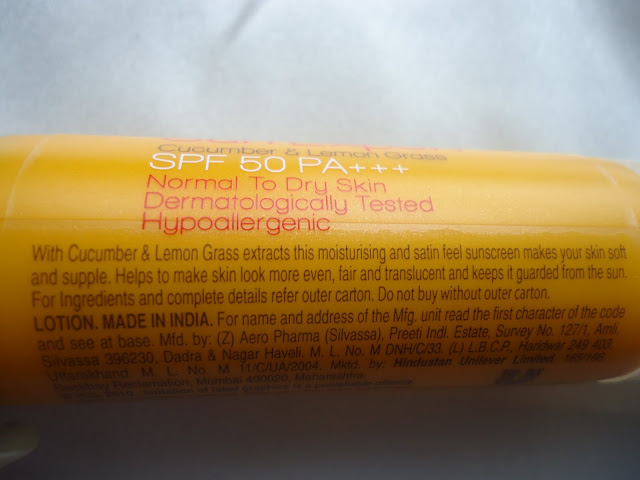 Cucumber & Lemon Grass
SPF 50 PA+++
Normal To Dry Skin
Dermatologically Tested
Hypoallergenic
With Cucumber & Lemon Grass extracts this moisturising and satin feel sunscreen makes your skin soft
and supple. Helps to make skin look more even, fair and translucent and keeps it guarded from the sun.
For Ingredients and complete details refer outer carton. Do not buy without outer carton.
LOTION. MADE IN INDIA. For name and address of the Mfg. unit read the first character of the code
and see at base. Mfd. by: (Z) Aero Pharma (Silvassa), Preeti Indl. Estate. Survey No. 127/1, Amli,
Silvassa 396230, Dadra & Nagar Haveli. M. L. No. M DNH/C/33. (L) L.B.C.P., Haridwar 249 403,
Uttarakhand. M. L. No. M 11/C/UA/2004. Mktd. by: Hindustan Unilever Limited, 165/166,
Backbay Reclamation, Mumbai 400020, Maharashtra.